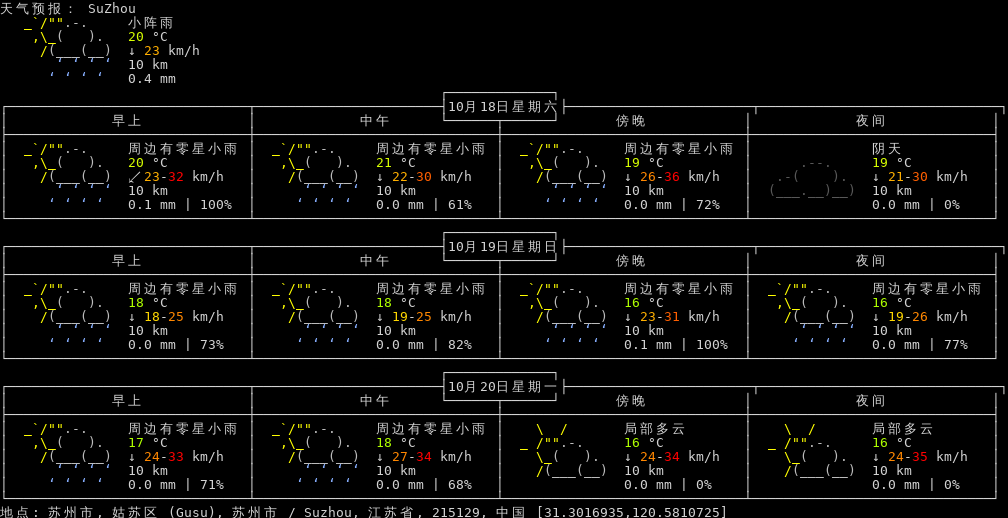 天气预报： SuZhou
小阵雨
20 °C
↓ 23 km/h
10 km
0.4 mm
10月18日星期六
早上 中午 傍晚 夜间
周边有零星小雨 周边有零星小雨 周边有零星小雨 阴天
20 °C 21 °C 19 °C 19 °C
↙ 23-32 km/h ↓ 22-30 km/h ↓ 26-36 km/h ↓ 21-30 km/h
10 km 10 km 10 km 10 km
0.1 mm | 100% 0.0 mm | 61% 0.0 mm | 72% 0.0 mm | 0%
10月19日星期日
早上 中午 傍晚 夜间
周边有零星小雨 周边有零星小雨 周边有零星小雨 周边有零星小雨
18 °C 18 °C 16 °C 16 °C
↓ 18-25 km/h ↓ 19-25 km/h ↓ 23-31 km/h ↓ 19-26 km/h
10 km 10 km 10 km 10 km
0.0 mm | 73% 0.0 mm | 82% 0.1 mm | 100% 0.0 mm | 77%
10月20日星期一
早上 中午 傍晚 夜间
周边有零星小雨 周边有零星小雨 局部多云 局部多云
17 °C 18 °C 16 °C 16 °C
↓ 24-33 km/h ↓ 27-34 km/h ↓ 24-34 km/h ↓ 24-35 km/h
10 km 10 km 10 km 10 km
0.0 mm | 71% 0.0 mm | 68% 0.0 mm | 0% 0.0 mm | 0%
地点: 苏州市, 姑苏区 (Gusu), 苏州市 / Suzhou, 江苏省, 215129, 中国 [31.3016935,120.5810725]